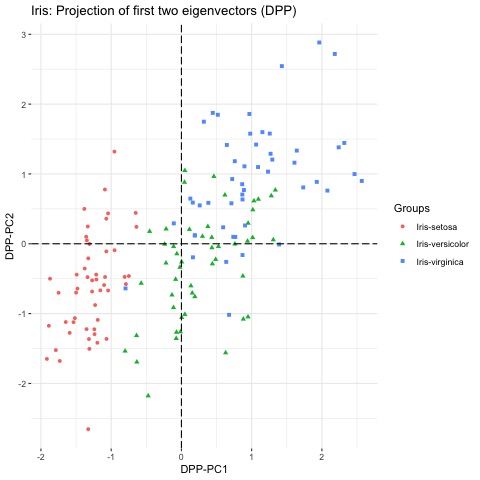 Iris: Projection of first two eigenvectors (DPP)
3
2
1
0
-1
-2
DPP-PC2
-2
-1
0
1
2
DPP-PC1
Groups
Iris-setosa
Iris-versicolor
Iris-virginica